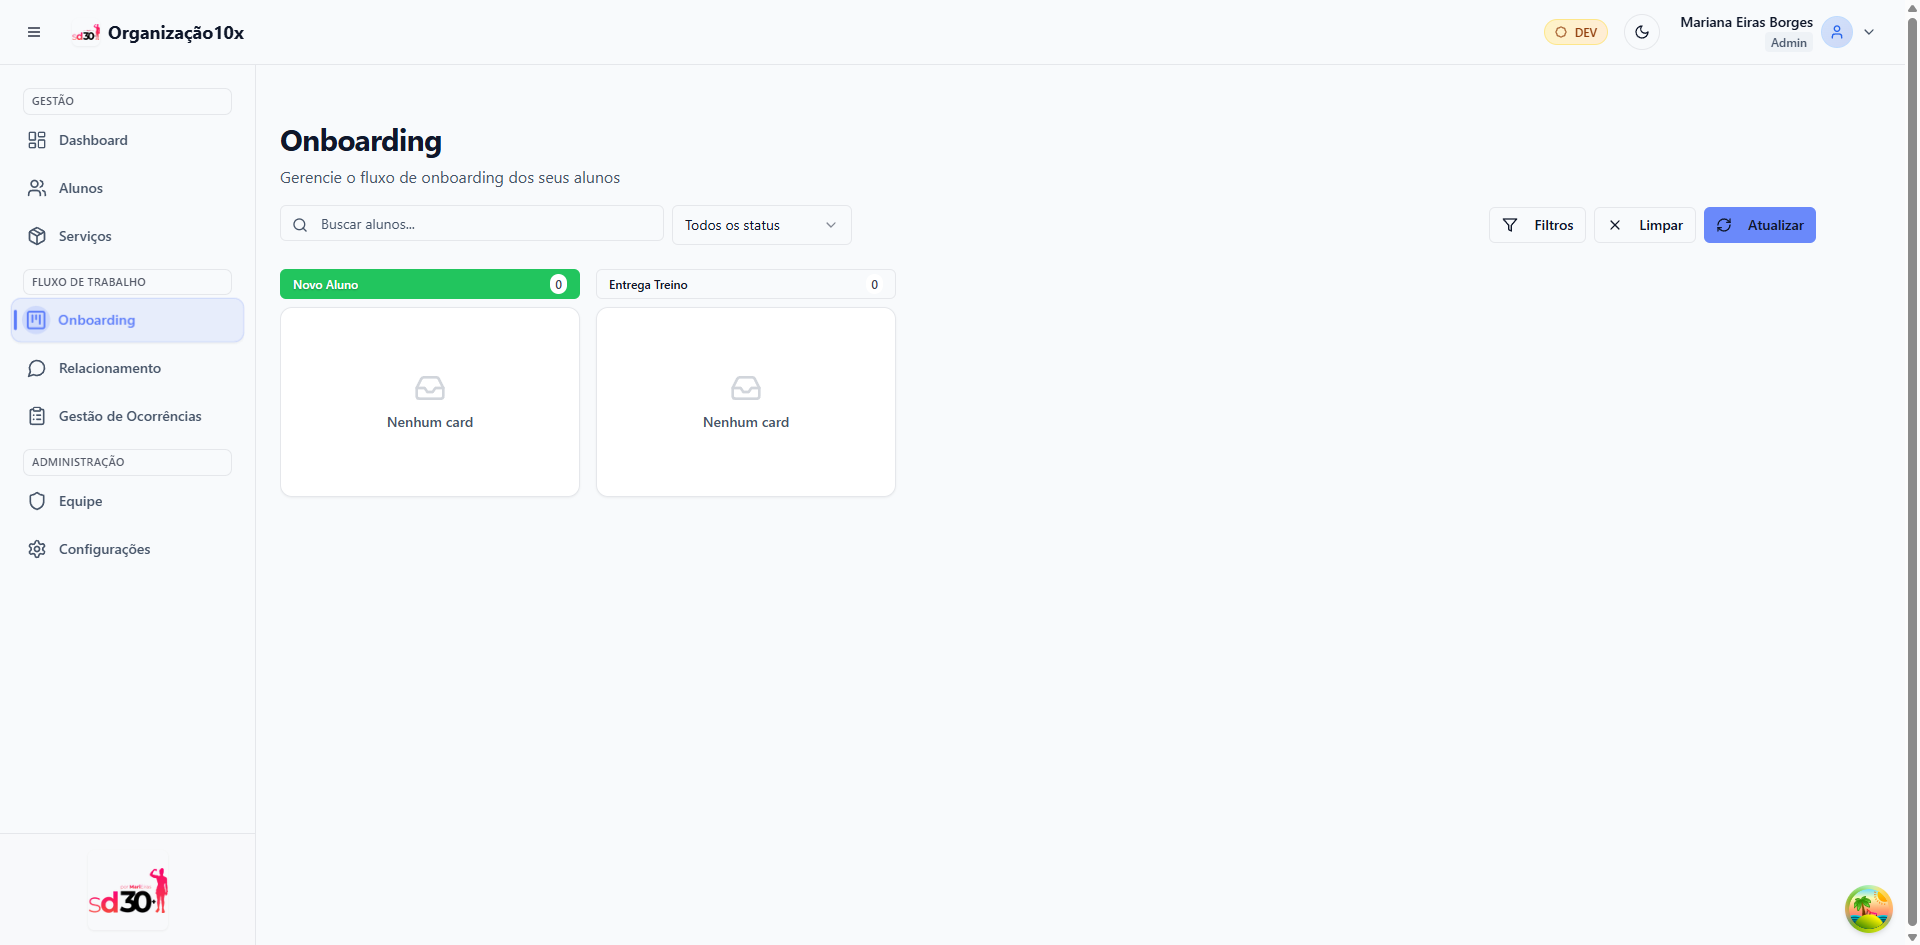 sd30
Organização10x
DEV
Mariana Eiras Borges
Admin
GESTÃO
Dashboard
Alunos
Serviços
FLUXO DE TRABALHO
Onboarding
Relacionamento
Gestão de Ocorrências
ADMINISTRAÇÃO
Equipe
Configurações
Onboarding
Gerencie o fluxo de onboarding dos seus alunos
Buscar alunos...
Todos os status
Filtros
Limpar
Atualizar
Novo Aluno 0
Entrega Treino 0
Nenhum card
Nenhum card
sd30+